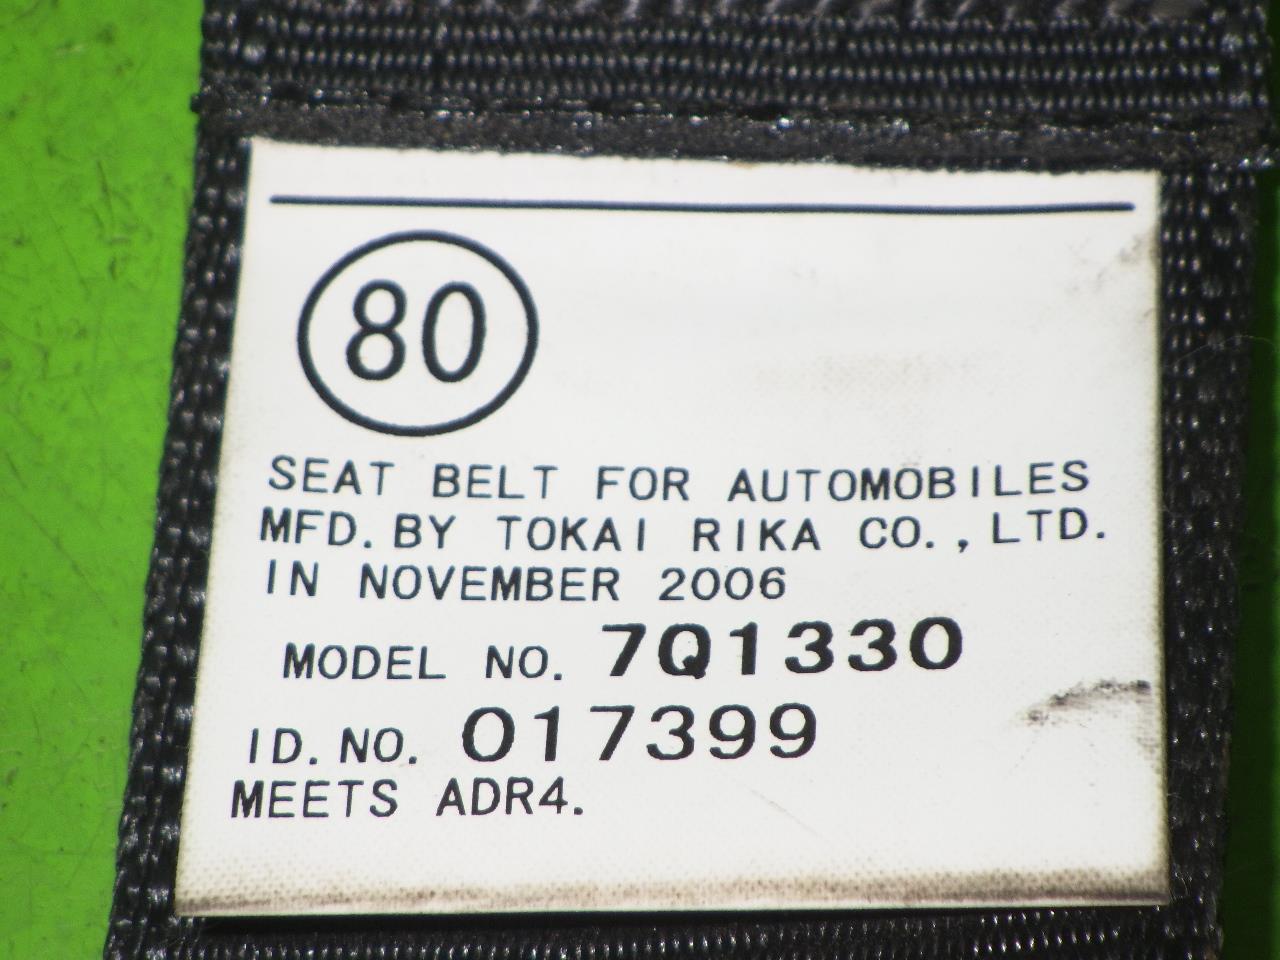 80
SEAT BELT FOR AUTOMOBILES
MFD. BY TOKAI RIKA CO., LTD.
IN NOVEMBER 2006
MODEL NO. 7Q1330
ID. NO. 017399
MEETS ADR4.